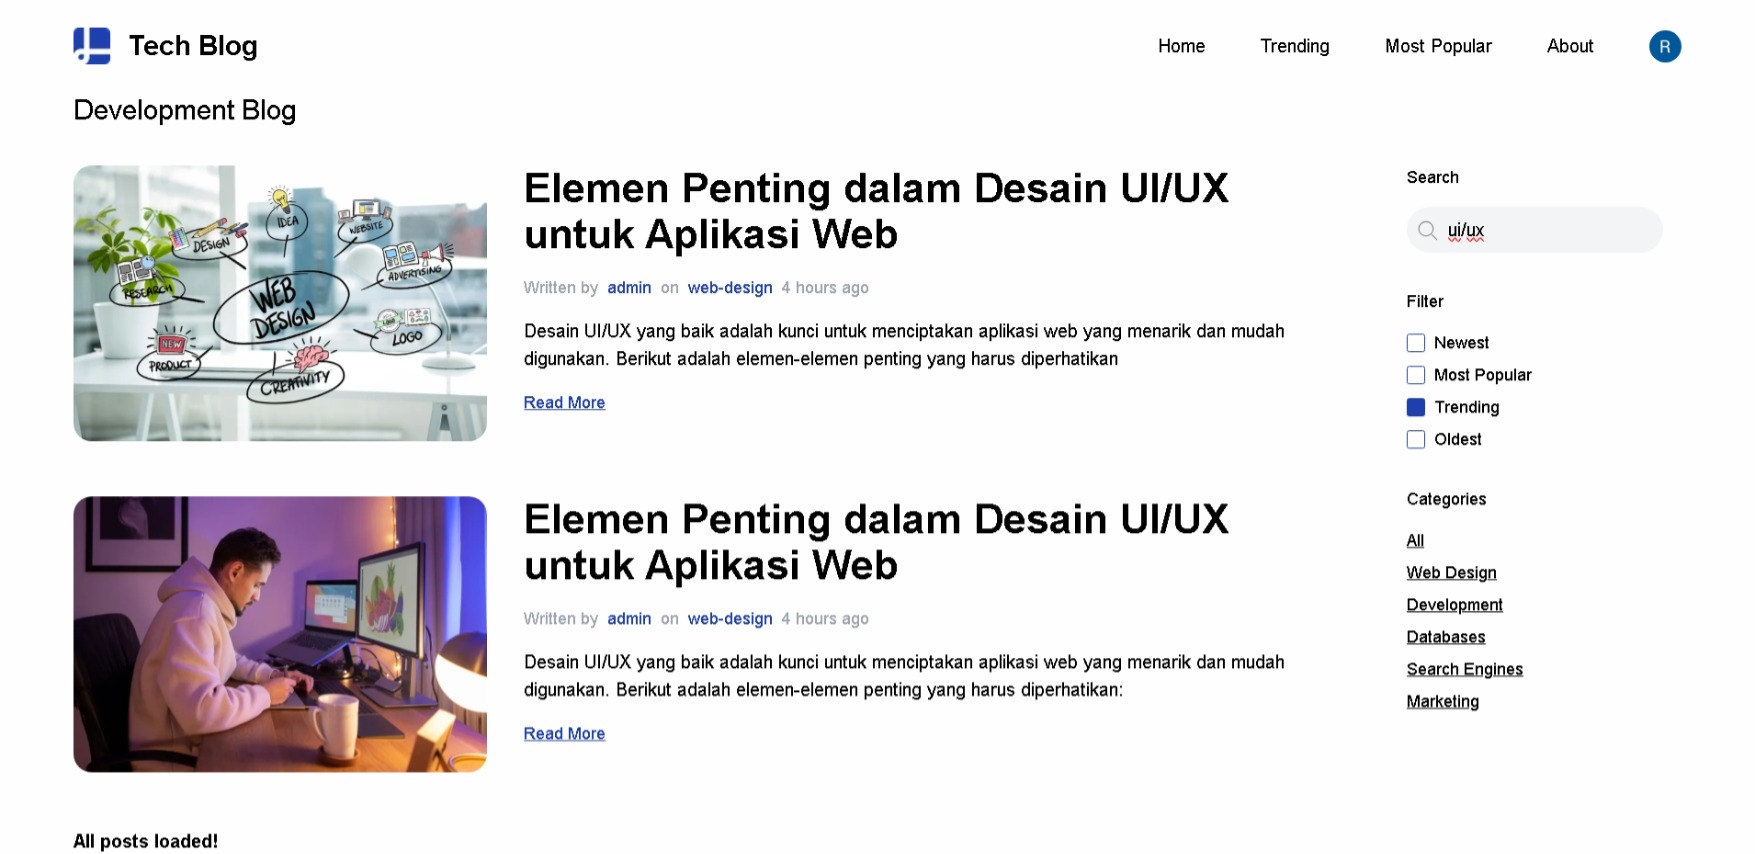 Tech Blog
Home
Trending
Most Popular
About
R
Development Blog
IDEA
DESIGN
WEBSITE
RESEARCH
ADVERTISING
WEB
DESIGN
LOGO
LOGO
NEW
PRODUCT
CREATIVITY
Elemen Penting dalam Desain UI/UX
untuk Aplikasi Web
Written by admin on web-design 4 hours ago
Desain UI/UX yang baik adalah kunci untuk menciptakan aplikasi web yang menarik dan mudah
digunakan. Berikut adalah elemen-elemen penting yang harus diperhatikan
Read More
Elemen Penting dalam Desain UI/UX
untuk Aplikasi Web
Written by admin on web-design 4 hours ago
Desain UI/UX yang baik adalah kunci untuk menciptakan aplikasi web yang menarik dan mudah
digunakan. Berikut adalah elemen-elemen penting yang harus diperhatikan:
Read More
Search
ui/ux
Filter
Newest
Most Popular
Trending
Oldest
Categories
All
Web Design
Development
Databases
Search Engines
Marketing
All posts loaded!